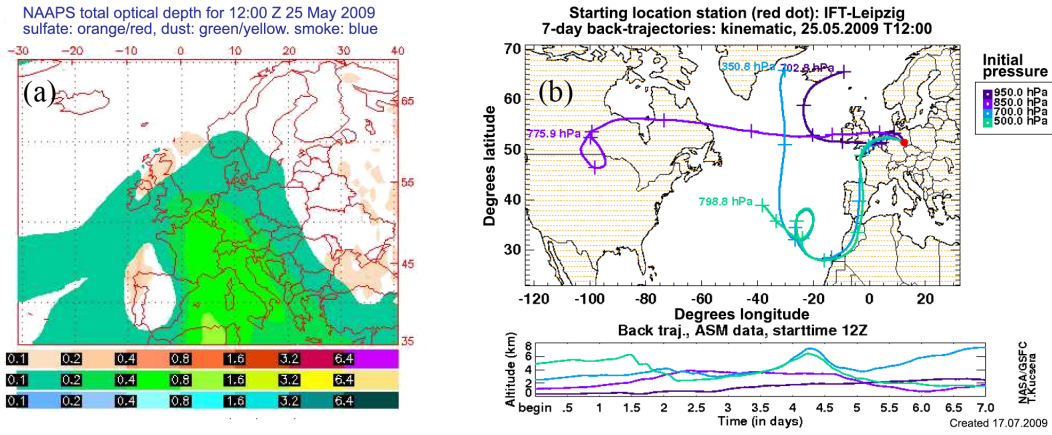 NAAPS total optical depth for 12:00 Z 25 May 2009
sulfate: orange/red, dust: green/yellow. smoke: blue
-30 -20 -10 0 10 20 30 40
(a)
65
55
45
35
0.1 0.2 0.4 0.8 1.6 3.2 6.4
0.1 0.2 0.4 0.8 1.6 3.2 6.4
0.1 0.2 0.4 0.8 1.6 3.2 6.4
Starting location station (red dot): IFT-Leipzig
7-day back-trajectories: kinematic, 25.05.2009 T12:00
(b)
Degrees latitude
70
60
50
40
30
350.8 hPa
702.8 hPa
775.9 hPa
798.8 hPa
-120 -100 -80 -60 -40 -20 0 20
Degrees longitude
Initial
pressure
950.0 hPa
850.0 hPa
700.0 hPa
500.0 hPa
Back traj., ASM data, starttime 12Z
Altitude (km)
8
6
4
2
0
begin .5 1 1.5 2.0 2.5 3.0 3.5 4.0 4.5 5.0 5.5 6.0 6.5 7.0
Time (in days)
NASA/GSFC
T.Kucsera
Created 17.07.2009